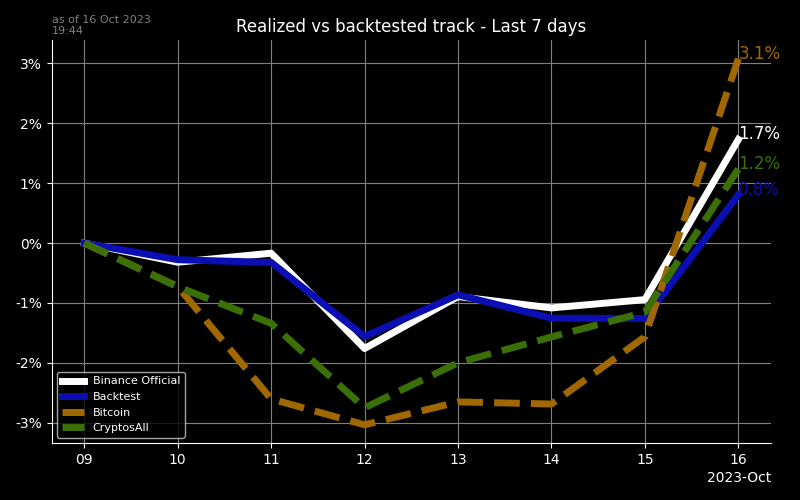 as of 16 Oct 2023
19:44
Realized vs backtested track - Last 7 days
3%
2%
1%
0%
-1%
-2%
-3%
3.1%
1.7%
1.2%
0.8%
Binance Official
Backtest
Bitcoin
CryptosAll
09 10 11 12 13 14 15 16
2023-Oct